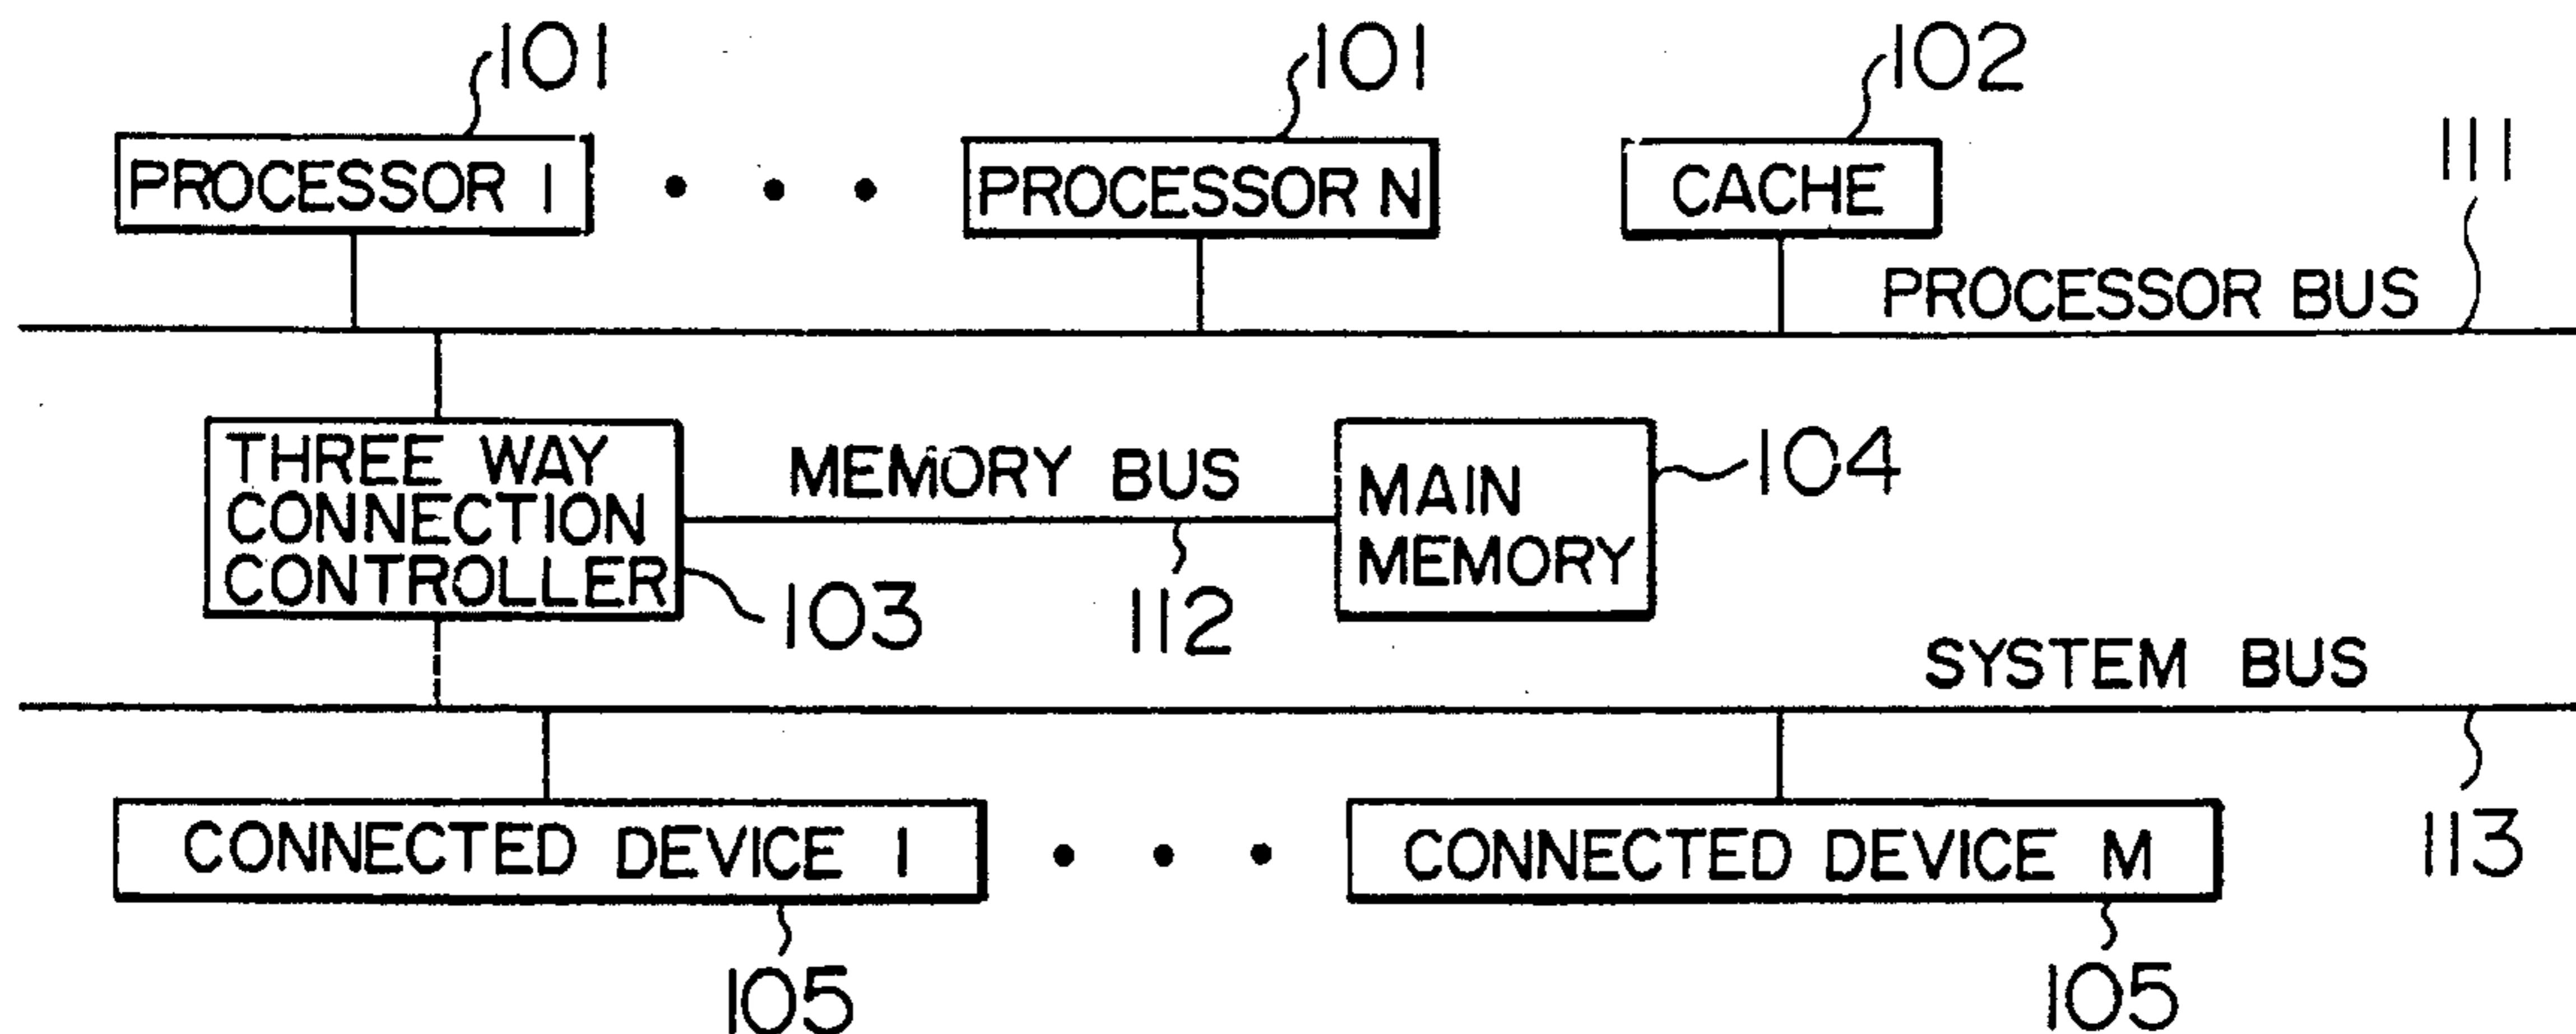 101
101
102
111
PROCESSOR 1
PROCESSOR N
CACHE
PROCESSOR BUS
THREE WAY
CONNECTION
CONTROLLER
103
MEMORY BUS
112
MAIN
MEMORY
104
SYSTEM BUS
113
CONNECTED DEVICE 1
CONNECTED DEVICE M
105
105